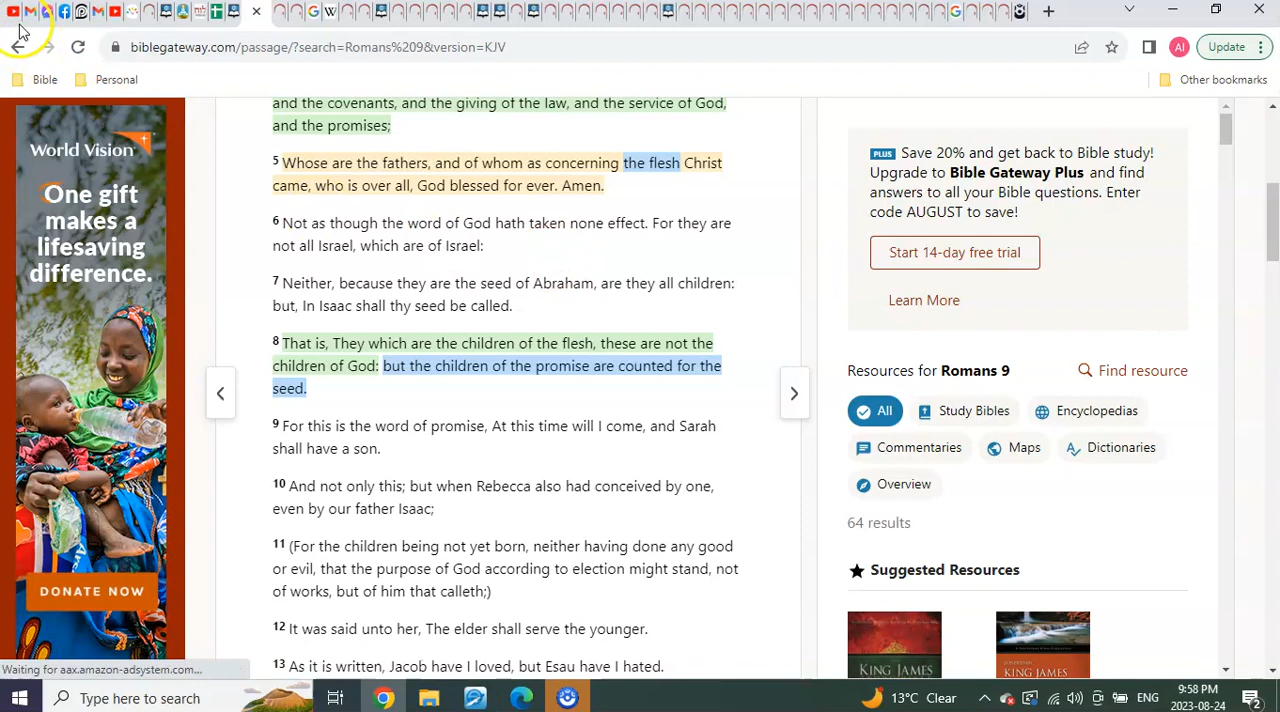 biblegateway.com/passage/?search=Romans%209&version=KJV
AI
Update
Bible
Personal
Other bookmarks
World Vision
One gift
makes a
lifesaving
difference.
DONATE NOW
and the covenants, and the giving of the law, and the service of God,
and the promises;
5 Whose are the fathers, and of whom as concerning the flesh Christ
came, who is over all, God blessed for ever. Amen.
6 Not as though the word of God hath taken none effect. For they are
not all Israel, which are of Israel:
7 Neither, because they are the seed of Abraham, are they all children:
but, In Isaac shall thy seed be called.
8 That is, They which are the children of the flesh, these are not the
children of God: but the children of the promise are counted for the
seed.
9 For this is the word of promise, At this time will I come, and Sarah
shall have a son.
10 And not only this; but when Rebecca also had conceived by one,
even by our father Isaac;
11 (For the children being not yet born, neither having done any good
or evil, that the purpose of God according to election might stand, not
of works, but of him that calleth;)
12 It was said unto her, The elder shall serve the younger.
13 As it is written, Jacob have I loved, but Esau have I hated.
PLUS Save 20% and get back to Bible study!
Upgrade to Bible Gateway Plus and find
answers to all your Bible questions. Enter
code AUGUST to save!
Start 14-day free trial
Learn More
Resources for Romans 9
Find resource
All
Study Bibles
Encyclopedias
Commentaries
Maps
Dictionaries
Overview
64 results
Suggested Resources
KING JAMES
KING JAMES
Waiting for aax.amazon-adsystem.com...
Type here to search
13°C Clear
ENG
9:58 PM
2023-08-24
2